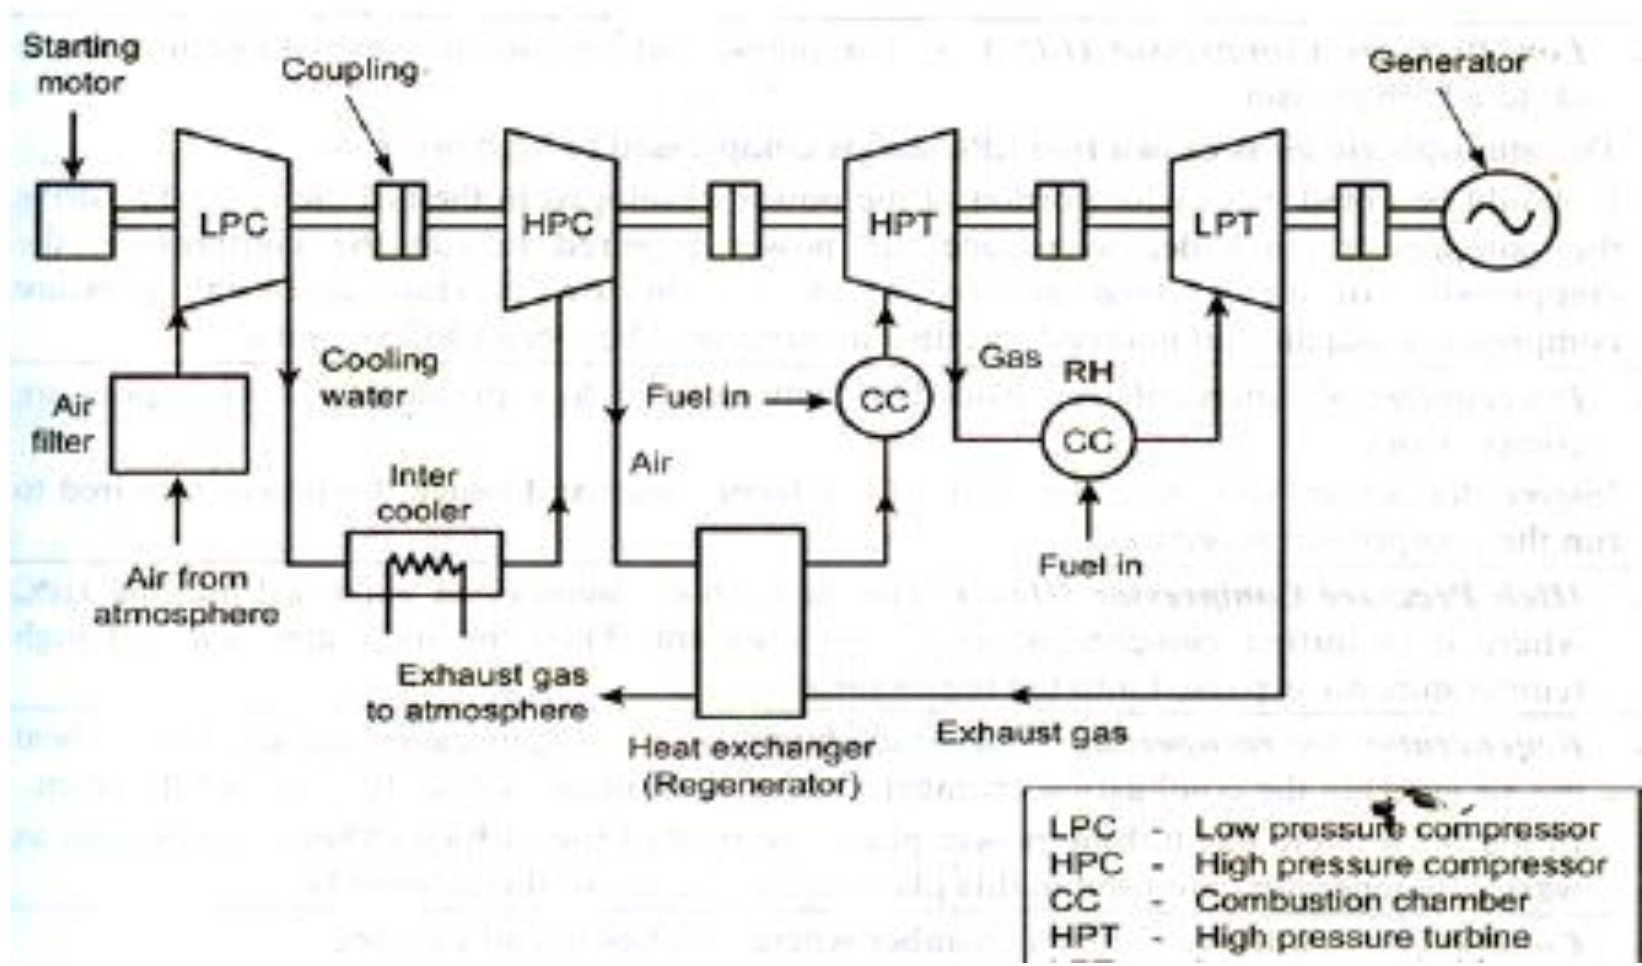 Starting
motor
Coupling
Generator
LPC
HPC
HPT
LPT
Air
filter
Cooling
water
Fuel in
CC
Gas
RH
CC
Air
Inter
cooler
Fuel in
Air from
atmosphere
Exhaust gas
to atmosphere
Exhaust gas
Heat exchanger
(Regenerator)
LPC - Low pressure compressor
HPC - High pressure compressor
CC - Combustion chamber
HPT - High pressure turbine